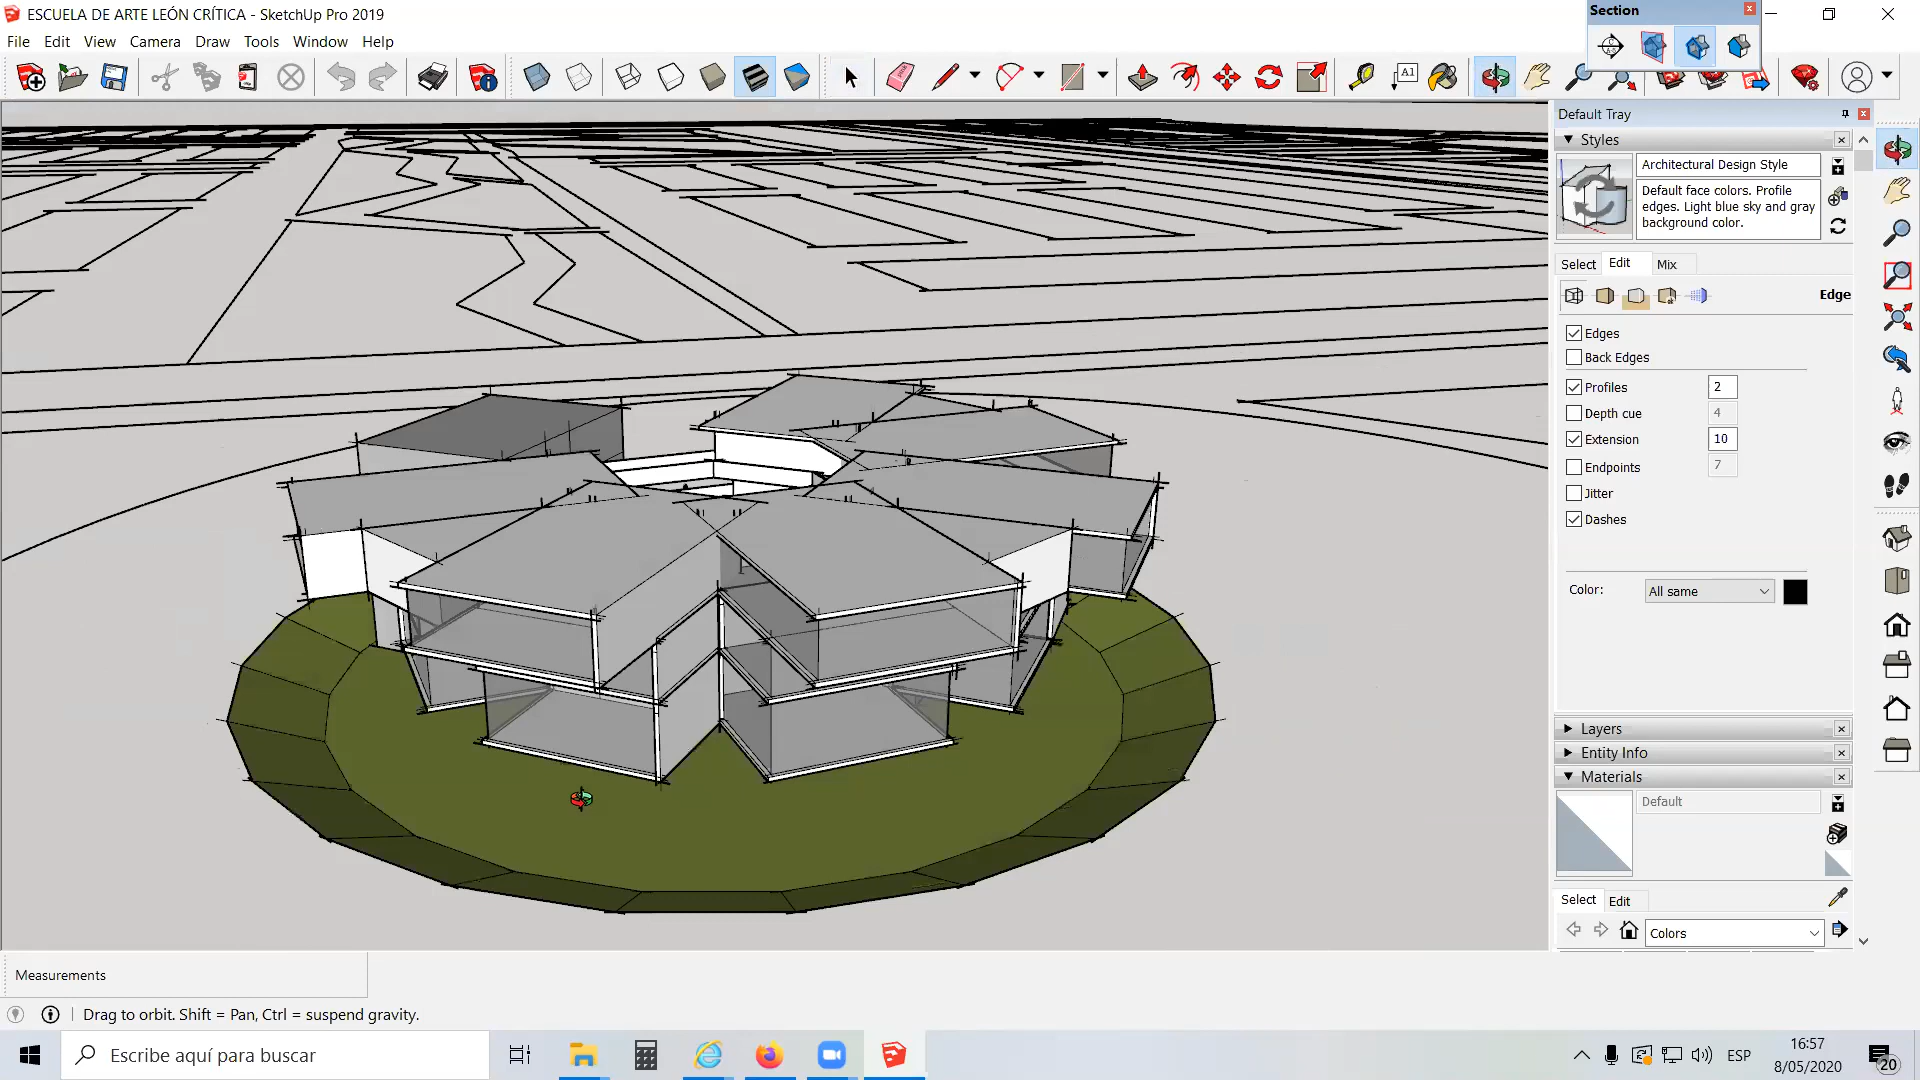 ESCUELA DE ARTE LEÓN CRÍTICA - SketchUp Pro 2019
Section
File Edit View Camera Draw Tools Window Help
A1
Default Tray
Styles
Architectural Design Style
Default face colors. Profile
edges. Light blue sky and gray
background color.
Select Edit Mix
Edge
Edges
Back Edges
Profiles 2
Depth cue 4
Extension 10
Endpoints 7
Jitter
Dashes
Color: All same
Layers
Entity Info
Materials
Default
Select Edit
Colors
Measurements
Drag to orbit. Shift = Pan, Ctrl = suspend gravity.
Escribe aquí para buscar
ESP
16:57
8/05/2020
20